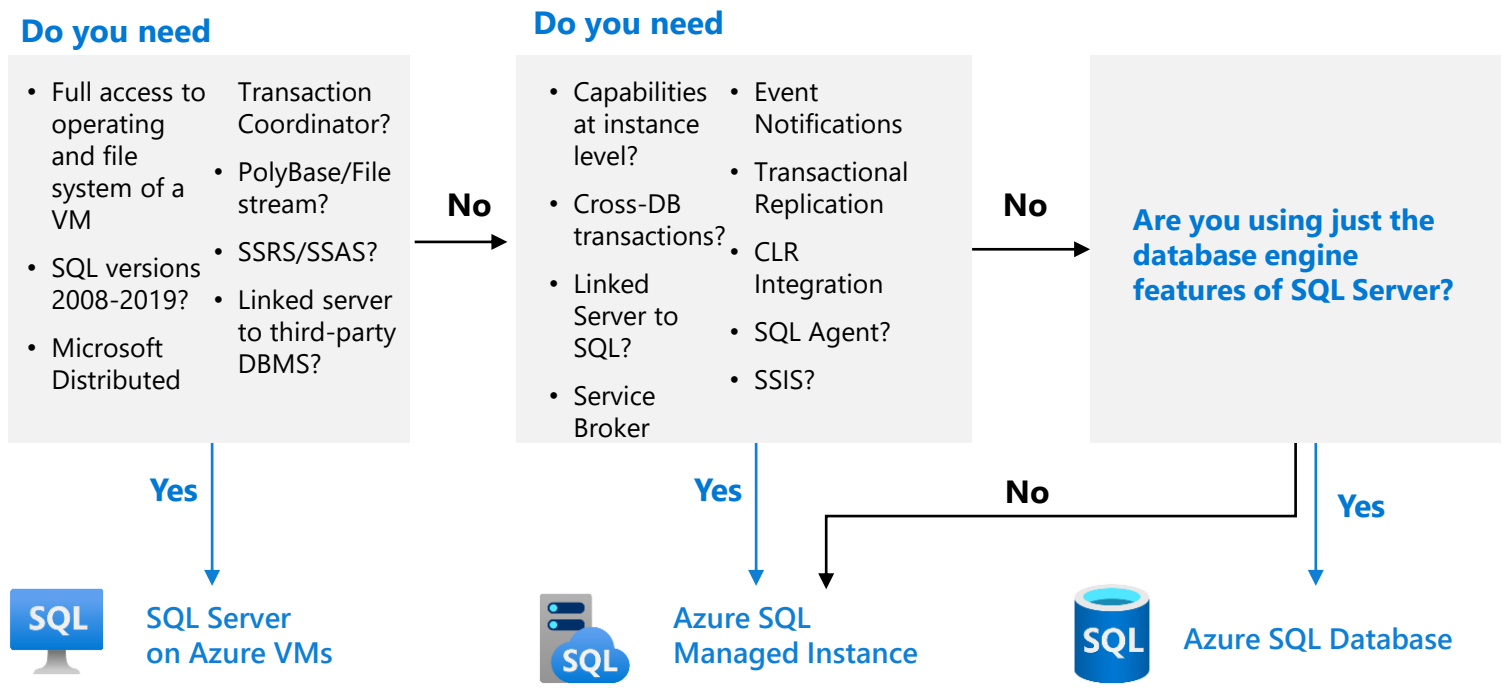 Do you need
• Full access to
operating
and file
system of a
VM
• SQL versions
2008-2019?
• Microsoft
Distributed
Transaction
Coordinator?
• PolyBase/File
stream?
• SSRS/SSAS?
• Linked server
to third-party
DBMS?
No
Yes
SQL
SQL Server
on Azure VMs
Do you need
• Capabilities
at instance
level?
• Cross-DB
transactions?
• Linked
Server to
SQL?
• Service
Broker
• Event
Notifications
• Transactional
Replication
• CLR
Integration
• SQL Agent?
• SSIS?
No
Yes
SQL
Azure SQL
Managed Instance
Are you using just the
database engine
features of SQL Server?
No
Yes
SQL
Azure SQL Database